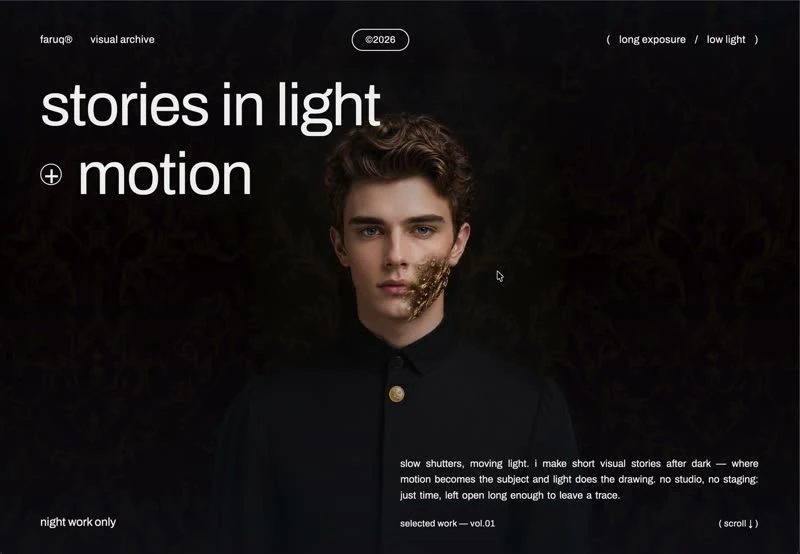 faruq® visual archive
©2026
( long exposure / low light )
stories in light
+ motion
slow shutters, moving light. i make short visual stories after dark — where
motion becomes the subject and light does the drawing. no studio, no staging:
just time, left open long enough to leave a trace.
night work only
selected work — vol.01
( scroll ↓ )